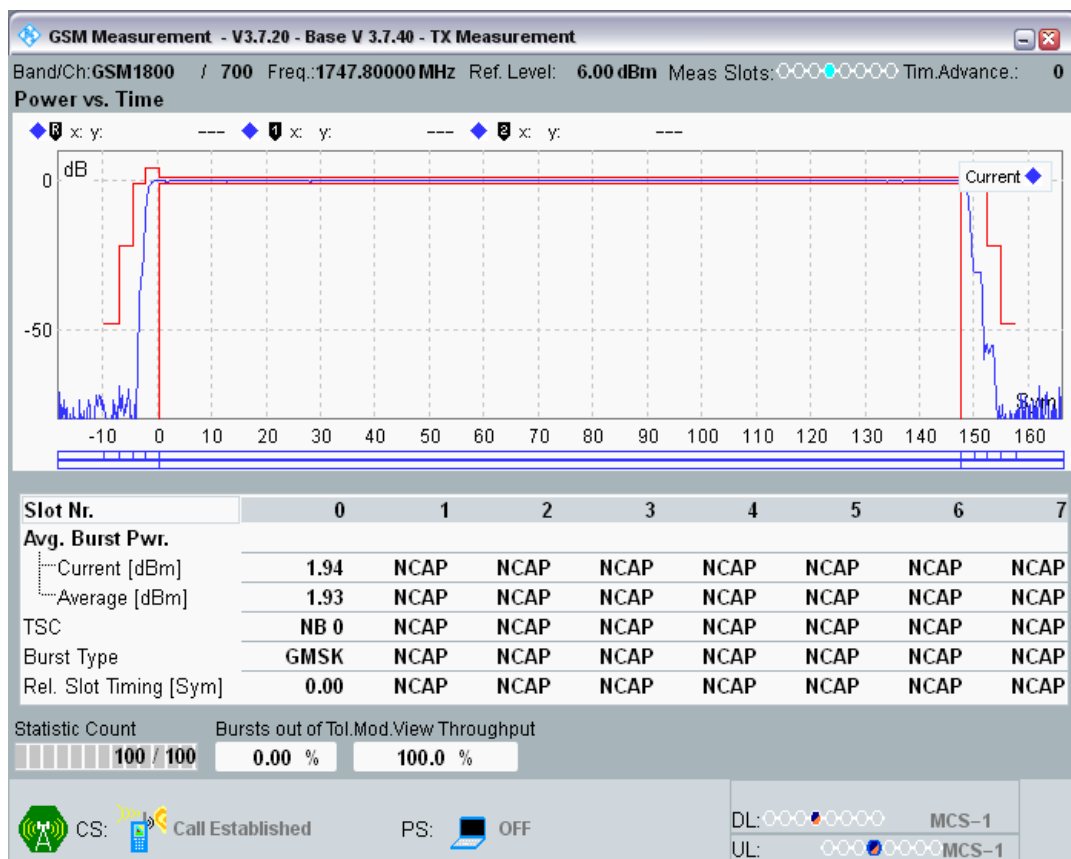 GSM Measurement - V3.7.20 - Base V 3.7.40 - TX Measurement
Band/Ch:GSM1800 / 700 Freq.:1747.80000 MHz Ref. Level: 6.00 dBm Meas Slots: Tim.Advance.: 0
Power vs. Time
R x: y: --- 1 x: y: --- 2 x: y: ---
dB
Current
0
-50
Sym
-10 0 10 20 30 40 50 60 70 80 90 100 110 120 130 140 150 160
Slot Nr. 0 1 2 3 4 5 6 7
Avg. Burst Pwr.
Current [dBm] 1.94 NCAP NCAP NCAP NCAP NCAP NCAP NCAP
Average [dBm] 1.93 NCAP NCAP NCAP NCAP NCAP NCAP NCAP
TSC NB 0 NCAP NCAP NCAP NCAP NCAP NCAP NCAP
Burst Type GMSK NCAP NCAP NCAP NCAP NCAP NCAP NCAP
Rel. Slot Timing [Sym] 0.00 NCAP NCAP NCAP NCAP NCAP NCAP NCAP
Statistic Count Bursts out of Tol.Mod.View Throughput
100 / 100 0.00 % 100.0 %
CS: Call Established PS: OFF
DL: MCS-1
UL: MCS-1